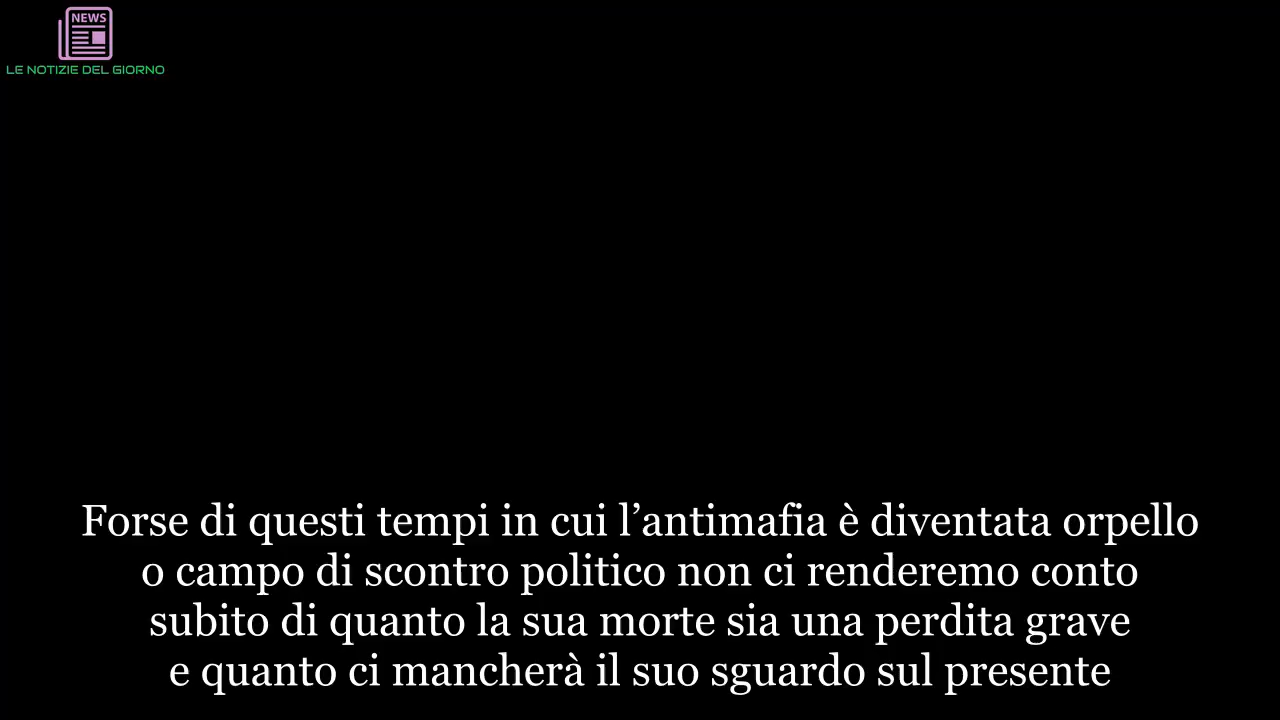 NEWS
LE NOTIZIE DEL GIORNO
Forse di questi tempi in cui l’antimafia è diventata orpello
o campo di scontro politico non ci renderemo conto
subito di quanto la sua morte sia una perdita grave
e quanto ci mancherà il suo sguardo sul presente